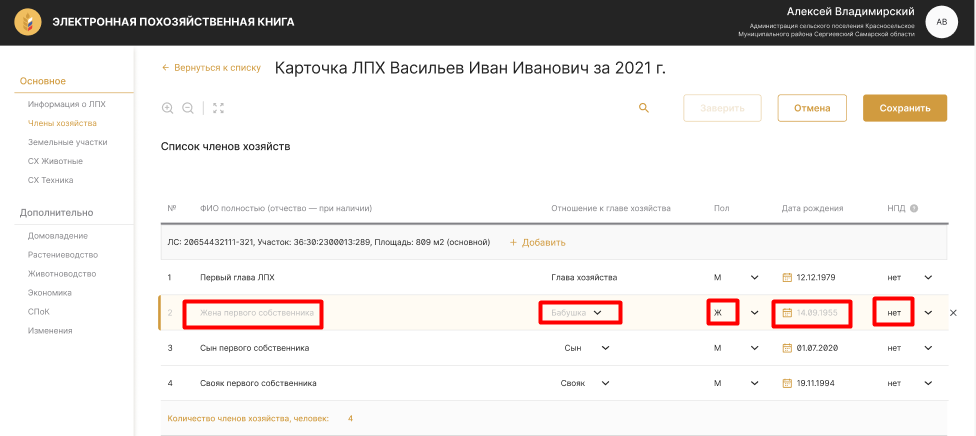 ЭЛЕКТРОННАЯ ПОХОЗЯЙСТВЕННАЯ КНИГА
Алексей Владимирский
Администрация сельского поселения Красносельское
Муниципального района Сергиевский Самарской области
АВ
← Вернуться к списку Карточка ЛПХ Васильев Иван Иванович за 2021 г.
Основное
Информация о ЛПХ
Члены хозяйства
Земельные участки
СХ Животные
СХ Техника
Дополнительно
Домовладение
Растениеводство
Животноводство
Экономика
СПоК
Изменения
Заверить Отмена Сохранить
Список членов хозяйств
№ ФИО полностью (отчество — при наличии) Отношение к главе хозяйства Пол Дата рождения НПД
ЛС: 20654432111-321, Участок: 36:30:2300013:289, Площадь: 809 м2 (основной) + Добавить
1 Первый глава ЛПХ Глава хозяйства М 12.12.1979 нет
2 Жена первого собственника Бабушка Ж 14.09.1955 нет ×
3 Сын первого собственника Сын М 01.07.2020 нет
4 Свояк первого собственника Свояк М 19.11.1994 нет
Количество членов хозяйства, человек: 4